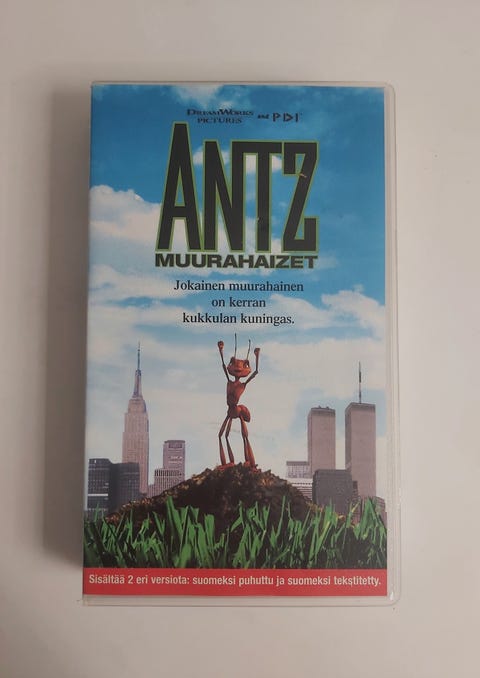 DREAMWORKS PICTURES and PDI
ANTZ
MUURAHAIZET
Jokainen muurahainen
on kerran
kukkulan kuningas.
Sisältää 2 eri versiota: suomeksi puhuttu ja suomeksi tekstitetty.